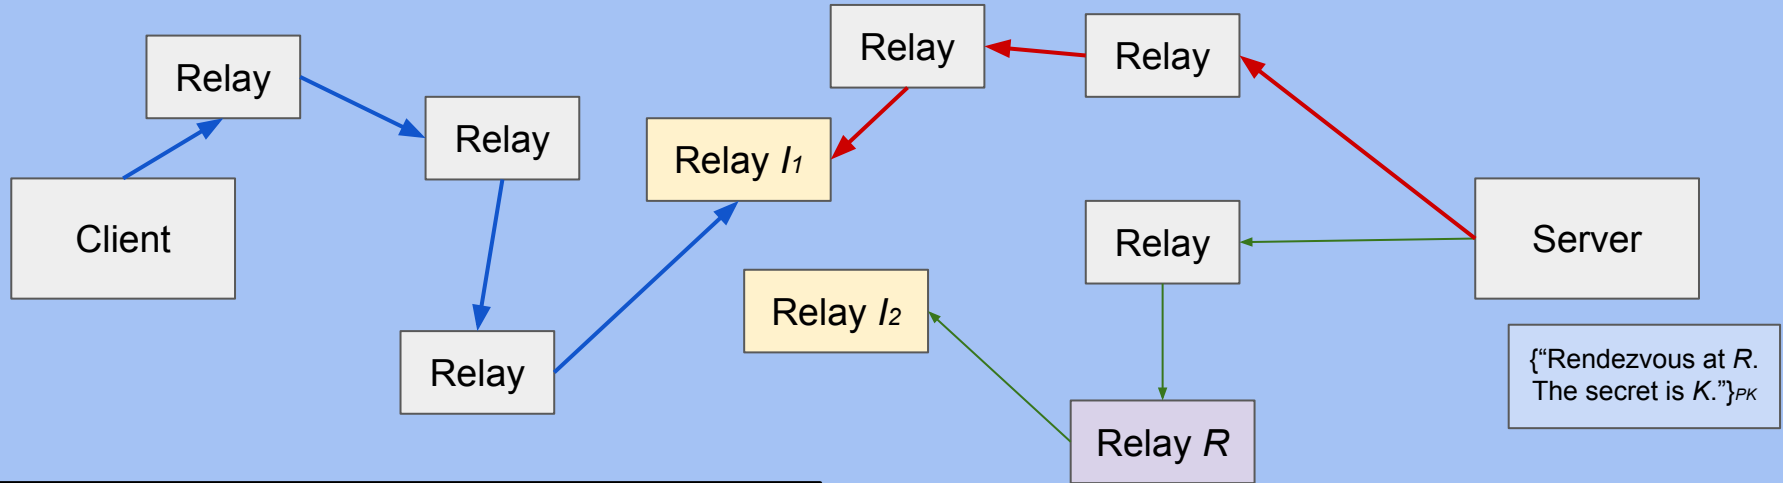 Relay
Relay
Relay
Relay
Relay I₁
Client
Relay
Relay
Server
Relay I₂
{“Rendezvous at R.
The secret is K.”}PK
Relay
Relay R